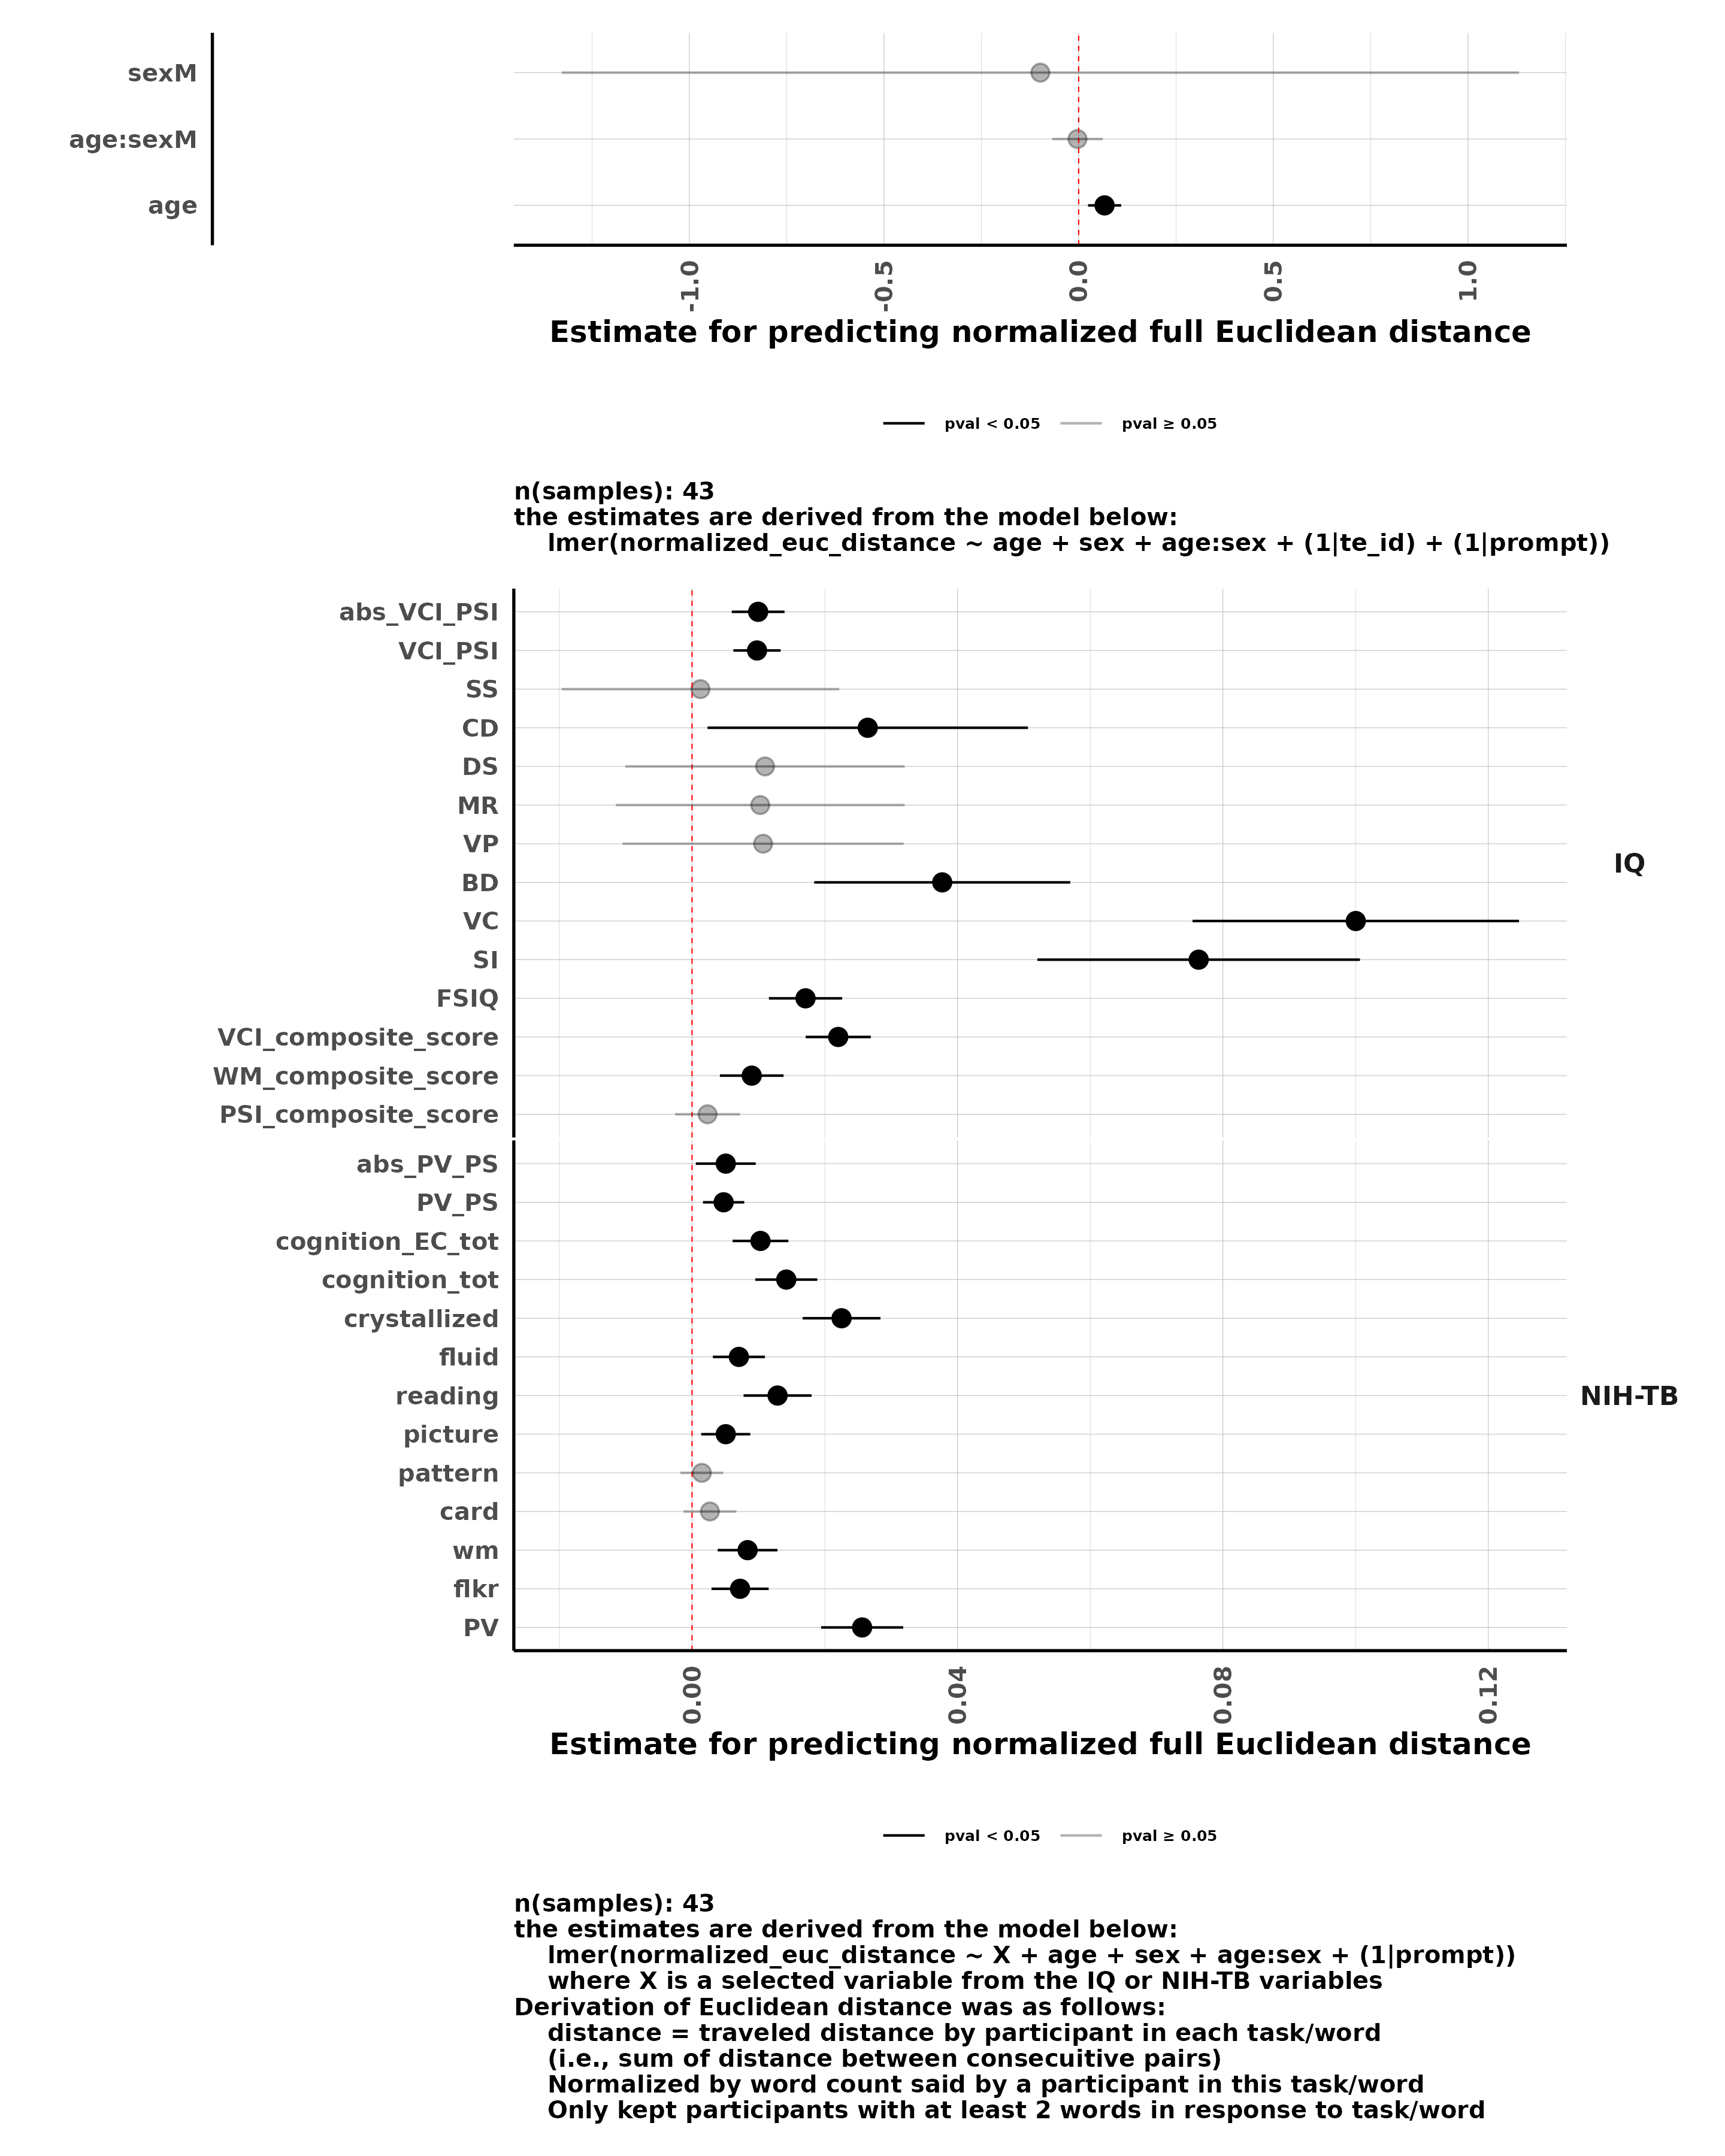 sexM
age:sexM
age
-1.0
-0.5
0.0
0.5
1.0
Estimate for predicting normalized full Euclidean distance
pval < 0.05
pval ≥ 0.05
n(samples): 43
the estimates are derived from the model below:
lmer(normalized_euc_distance ~ age + sex + age:sex + (1|te_id) + (1|prompt))
abs_VCI_PSI
VCI_PSI
SS
CD
DS
MR
VP
BD
VC
SI
FSIQ
VCI_composite_score
WM_composite_score
PSI_composite_score
IQ
abs_PV_PS
PV_PS
cognition_EC_tot
cognition_tot
crystallized
fluid
reading
picture
pattern
card
wm
flkr
PV
NIH-TB
0.00
0.04
0.08
0.12
Estimate for predicting normalized full Euclidean distance
pval < 0.05
pval ≥ 0.05
n(samples): 43
the estimates are derived from the model below:
lmer(normalized_euc_distance ~ X + age + sex + age:sex + (1|prompt))
where X is a selected variable from the IQ or NIH-TB variables
Derivation of Euclidean distance was as follows:
distance = traveled distance by participant in each task/word
(i.e., sum of distance between consecuitive pairs)
Normalized by word count said by a participant in this task/word
Only kept participants with at least 2 words in response to task/word